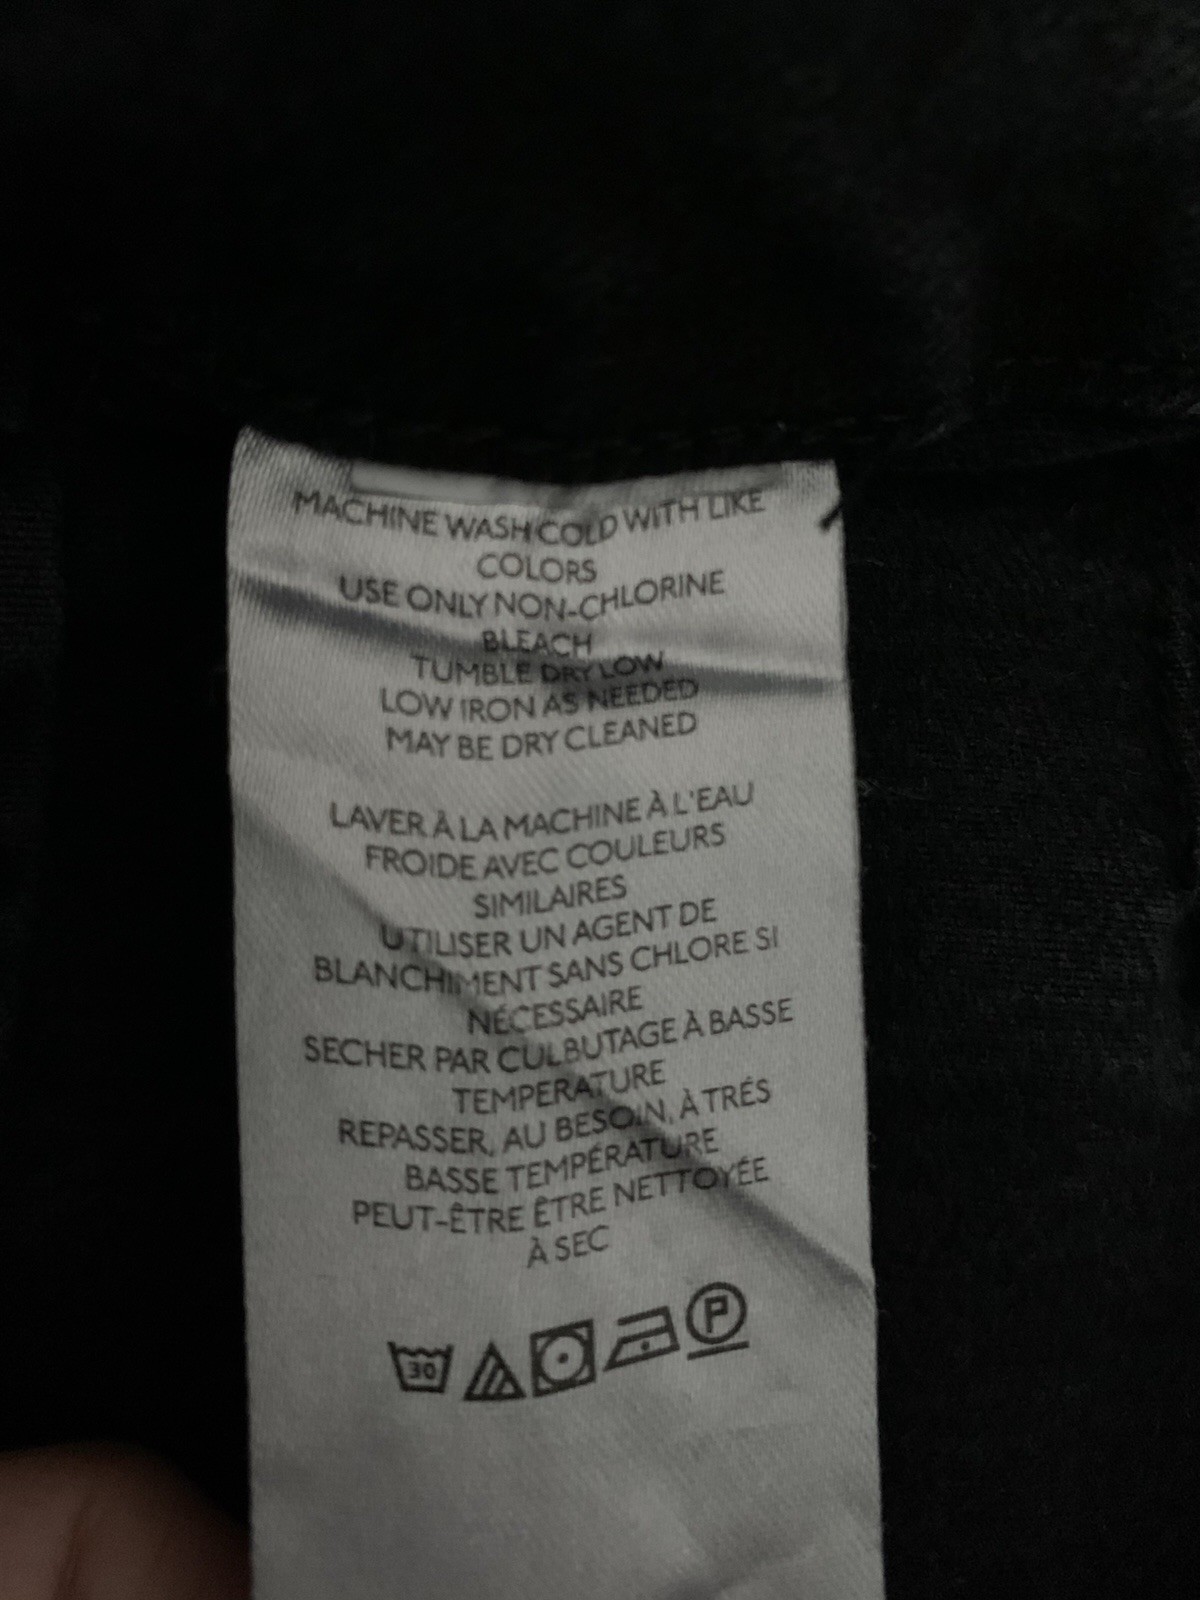 MACHINE WASH COLD WITH LIKE
COLORS
USE ONLY NON-CHLORINE
BLEACH
TUMBLE DRY LOW
LOW IRON AS NEEDED
MAY BE DRY CLEANED
LAVER À LA MACHINE À L'EAU
FROIDE AVEC COULEURS
SIMILAIRES
UTILISER UN AGENT DE
BLANCHIMENT SANS CHLORE SI
NÉCESSAIRE
SECHER PAR CULBUTAGE À BASSE
TEMPERATURE
REPASSER, AU BESOIN, À TRÉS
BASSE TEMPÉRATURE
PEUT-ÊTRE ÊTRE NETTOYÉE
À SEC
30 P